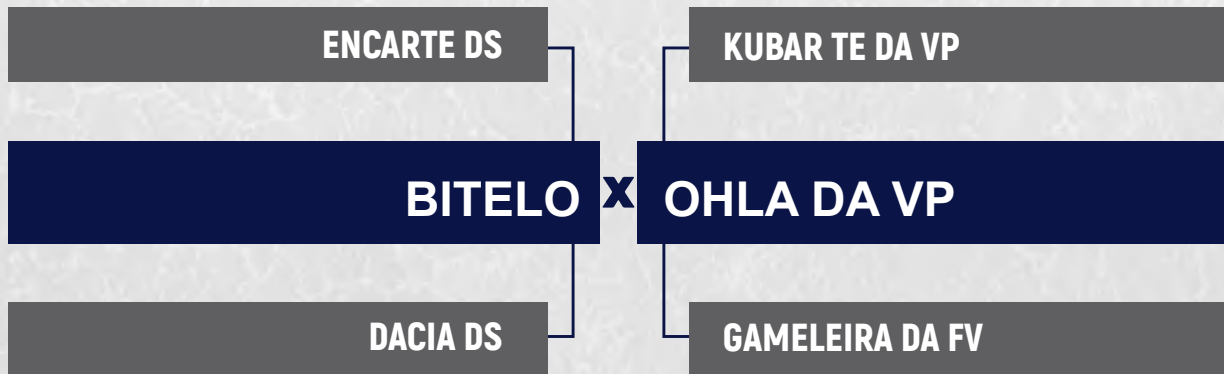 ENCARTE DS
KUBAR TE DA VP
BITELO X OHLA DA VP
DACIA DS
GAMELEIRA DA FV